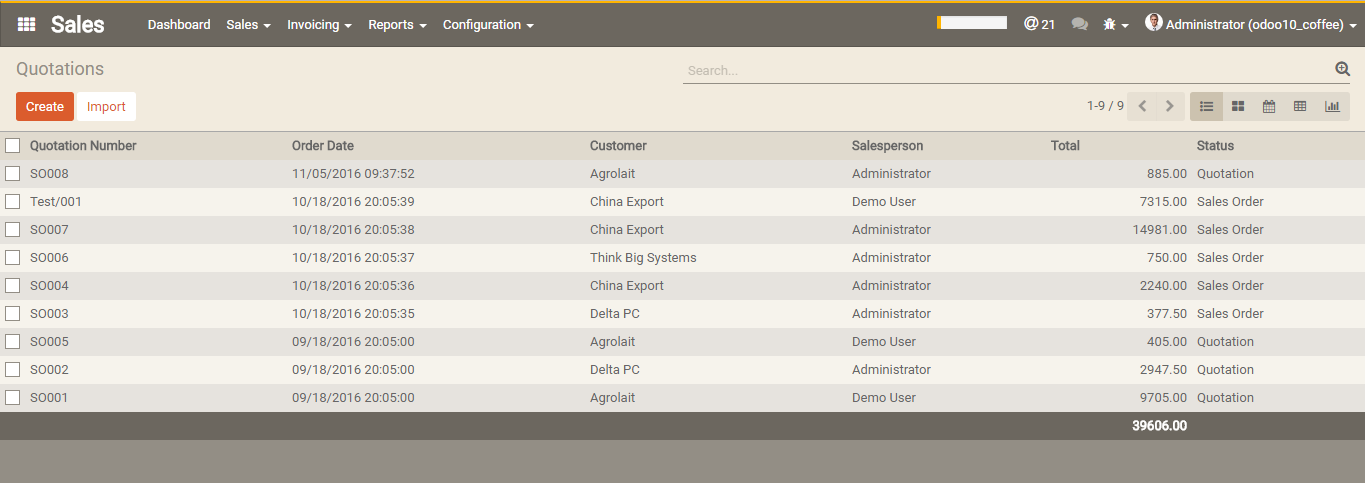 Sales Dashboard Sales Invoicing Reports Configuration @ 21 Administrator (odoo10_coffee)
Quotations Search...
Create Import 1-9 / 9
Quotation Number Order Date Customer Salesperson Total Status
SO008 11/05/2016 09:37:52 Agrolait Administrator 885.00 Quotation
Test/001 10/18/2016 20:05:39 China Export Demo User 7315.00 Sales Order
SO007 10/18/2016 20:05:38 China Export Administrator 14981.00 Sales Order
SO006 10/18/2016 20:05:37 Think Big Systems Administrator 750.00 Sales Order
SO004 10/18/2016 20:05:36 China Export Administrator 2240.00 Sales Order
SO003 10/18/2016 20:05:35 Delta PC Administrator 377.50 Sales Order
SO005 09/18/2016 20:05:00 Agrolait Demo User 405.00 Quotation
SO002 09/18/2016 20:05:00 Delta PC Administrator 2947.50 Quotation
SO001 09/18/2016 20:05:00 Agrolait Demo User 9705.00 Quotation
39606.00